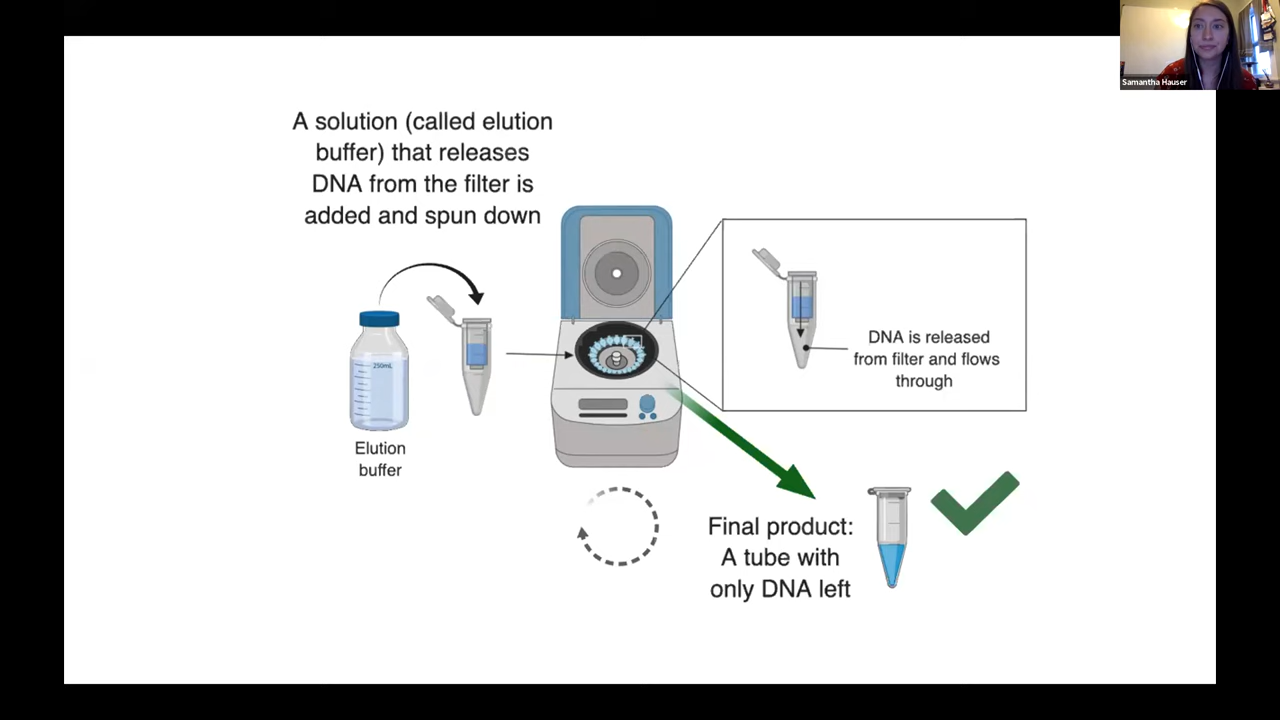 Samantha Hauser
A solution (called elution
buffer) that releases
DNA from the filter is
added and spun down
250mL
Elution
buffer
DNA is released
from filter and flows
through
Final product:
A tube with
only DNA left